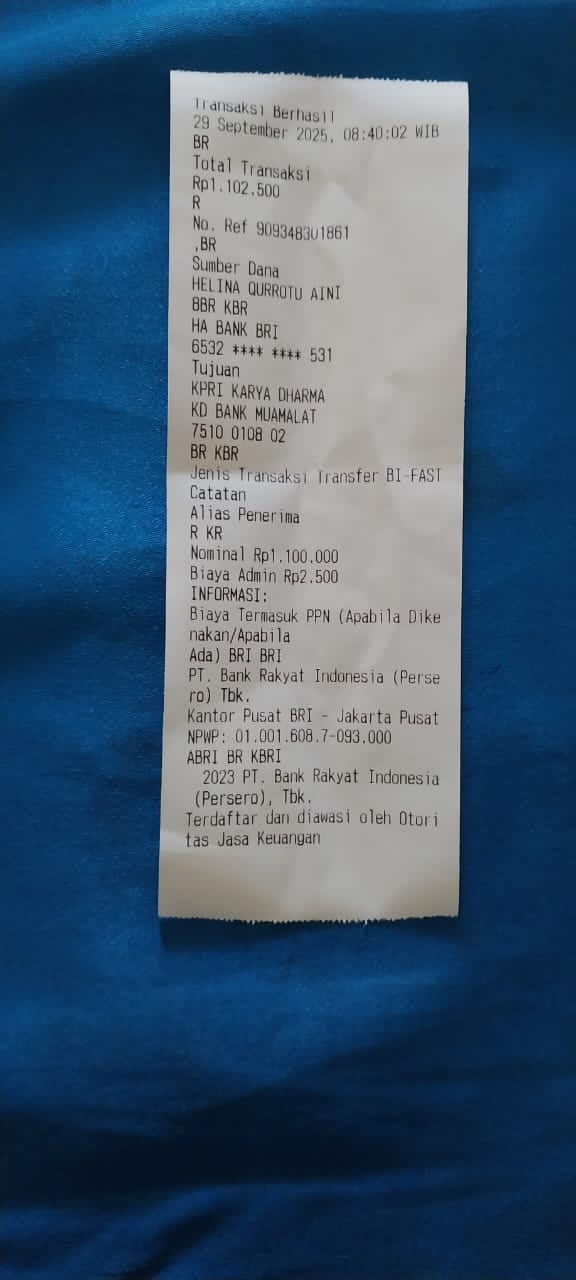 Transaksi Berhasil
29 September 2025, 08:40:02 WIB
BR
Total Transaksi
Rp1.102.500
R
No. Ref 909348301861
,BR
Sumber Dana
HELINA QURROTU AINI
8BR KBR
HA BANK BRI
6532 **** **** 531
Tujuan
KPRI KARYA DHARMA
KD BANK MUAMALAT
7510 0108 02
BR KBR
Jenis Transaksi Transfer BI-FAST
Catatan
Alias Penerima
R KR
Nominal Rp1.100.000
Biaya Admin Rp2.500
INFORMASI:
Biaya Termasuk PPN (Apabila Dike
nakan/Apabila
Ada) BRI BRI
PT. Bank Rakyat Indonesia (Perse
ro) Tbk.
Kantor Pusat BRI - Jakarta Pusat
NPWP: 01.001.608.7-093.000
ABRI BR KBRI
2023 PT. Bank Rakyat Indonesia
(Persero), Tbk.
Terdaftar dan diawasi oleh Otori
tas Jasa Keuangan